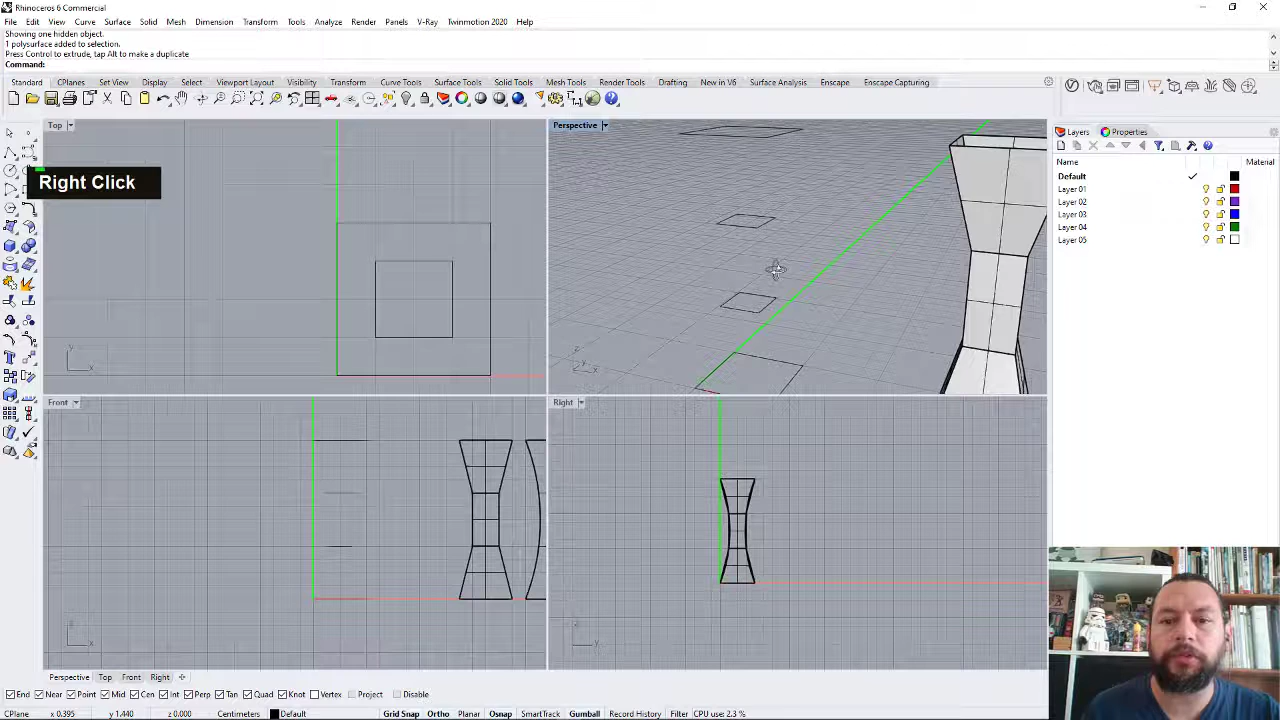 Rhinoceros 6 Commercial
File Edit View Curve Surface Solid Mesh Dimension Transform Tools Analyze Render Panels V-Ray Twinmotion 2020 Help
Showing one hidden object.
1 polysurface added to selection.
Press Control to extrude, tap Alt to make a duplicate
Command:
Standard CPlanes Set View Display Select Viewport Layout Visibility Transform Curve Tools Surface Tools Solid Tools Mesh Tools Render Tools Drafting New in V6 Surface Analysis Enscape Enscape Capturing
Top
Perspective
Layers Properties
Name Material
Default
Layer 01
Layer 02
Layer 03
Layer 04
Layer 05
Right Click
y
x
z
y
x
Front
Right
z
x
z
y
Perspective Top Front Right
End Near Point Mid Cen Int Perp Tan Quad Knot Vertex Project Disable
CPlane x 0.395 y 1.440 z 0.000 Centimeters Default Grid Snap Ortho Planar Osnap SmartTrack Gumball Record History Filter CPU use: 2.3 %